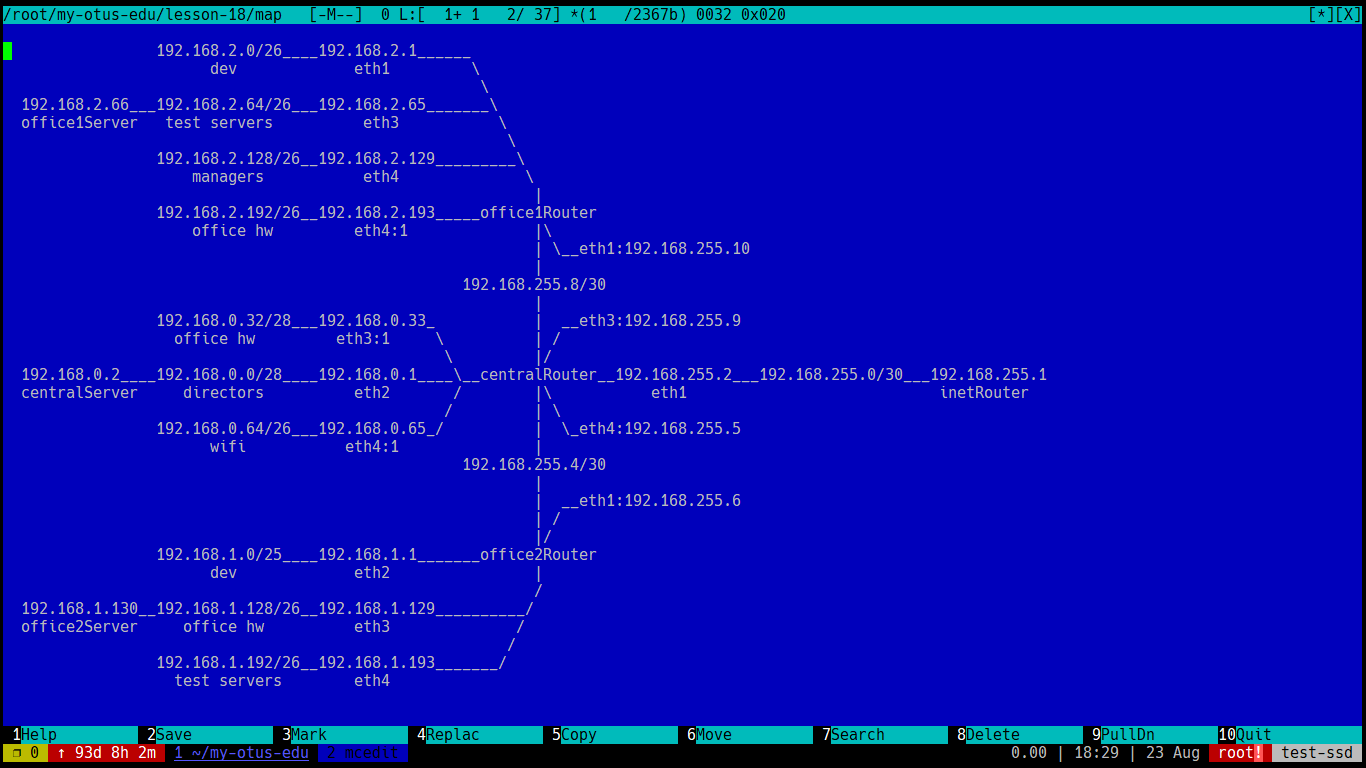 /root/my-otus-edu/lesson-18/map   [-M--]  0 L:[  1+ 1   2/ 37] *(1   /2367b) 0032 0x020                                                          [*][X]
                 192.168.2.0/26____192.168.2.1______
                       dev             eth1         \
                                                     \
  192.168.2.66___192.168.2.64/26___192.168.2.65_______\
  office1Server   test servers          eth3           \
                                                        \
                 192.168.2.128/26__192.168.2.129_________\
                     managers           eth4              \
                                                           |
                 192.168.2.192/26__192.168.2.193_____office1Router
                     office hw         eth4:1              |\
                                                           | \__eth1:192.168.255.10
                                                           |
                                                   192.168.255.8/30
                                                           |
                 192.168.0.32/28___192.168.0.33_           |  __eth3:192.168.255.9
                   office hw         eth3:1     \          | /
                                                 \         |/
  192.168.0.2____192.168.0.0/28____192.168.0.1____\__centralRouter__192.168.255.2___192.168.255.0/30___192.168.255.1
  centralServer     directors          eth2       /        |\           eth1                            inetRouter
                                                 /         | \
                 192.168.0.64/26___192.168.0.65_/          |  \_eth4:192.168.255.5
                       wifi           eth4:1               |
                                                   192.168.255.4/30
                                                           |
                                                           |  __eth1:192.168.255.6
                                                           | /
                                                           |/
                 192.168.1.0/25____192.168.1.1_______office2Router
                       dev             eth2                |
                                                           /
  192.168.1.130__192.168.1.128/26__192.168.1.129__________/
  office2Server     office hw          eth3              /
                                                        /
                 192.168.1.192/26__192.168.1.193_______/
                   test servers        eth4
1Help 2Save 3Mark 4Replac 5Copy 6Move 7Search 8Delete 9PullDn 10Quit
❐ 0 ↑ 93d 8h 2m 1 ~/my-otus-edu 2 mcedit 0.00 | 18:29 | 23 Aug root! test-ssd